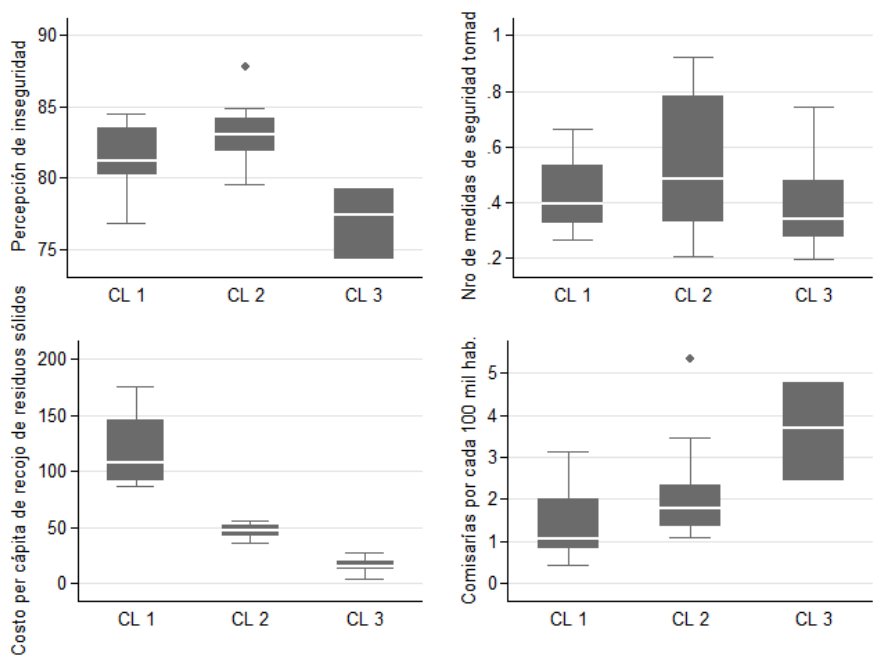 Percepción de inseguridad
90
85
80
75
CL 1 CL 2 CL 3
Nro de medidas de seguridad tomad
1
.8
.6
.4
.2
CL 1 CL 2 CL 3
Costo per cápita de recojo de residuos sólidos
200
150
100
50
0
CL 1 CL 2 CL 3
Comisarías por cada 100 mil hab.
5
4
3
2
1
0
CL 1 CL 2 CL 3